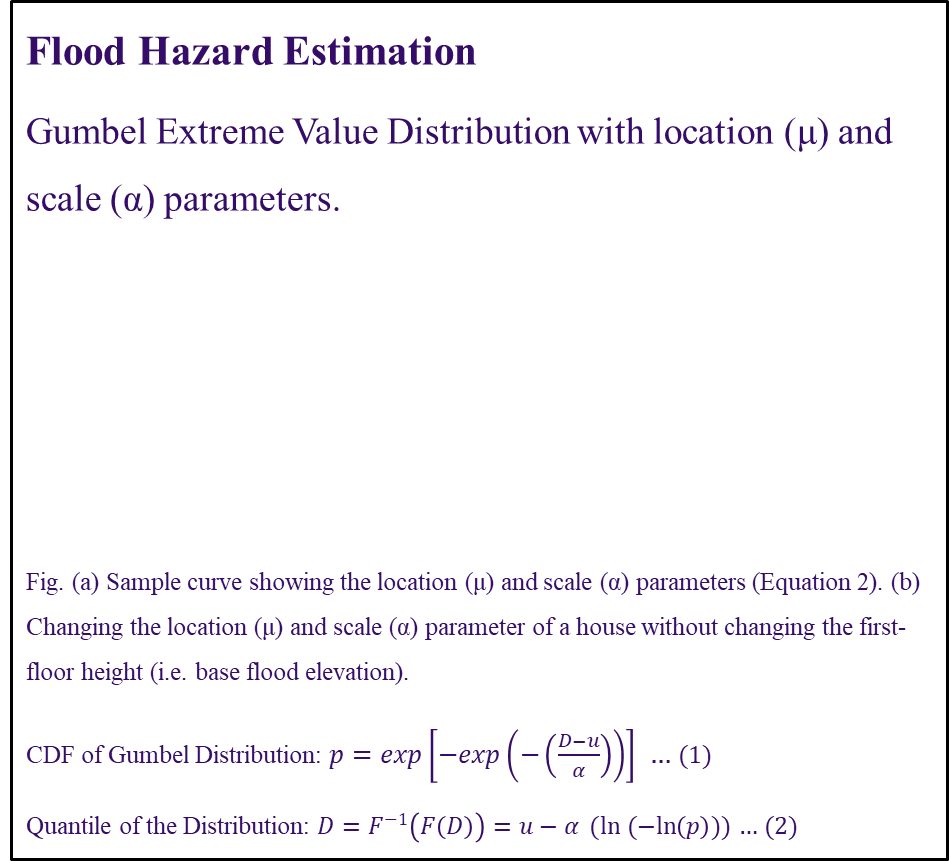 Flood Hazard Estimation
Gumbel Extreme Value Distribution with location (μ) and
scale (α) parameters.
Fig. (a) Sample curve showing the location (μ) and scale (α) parameters (Equation 2). (b)
Changing the location (μ) and scale (α) parameter of a house without changing the first-
floor height (i.e. base flood elevation).
CDF of Gumbel Distribution: p = exp [−exp (−((D−u)/α))] … (1)
Quantile of the Distribution: D = F⁻¹(F(D)) = u − α (ln (−ln(p))) … (2)